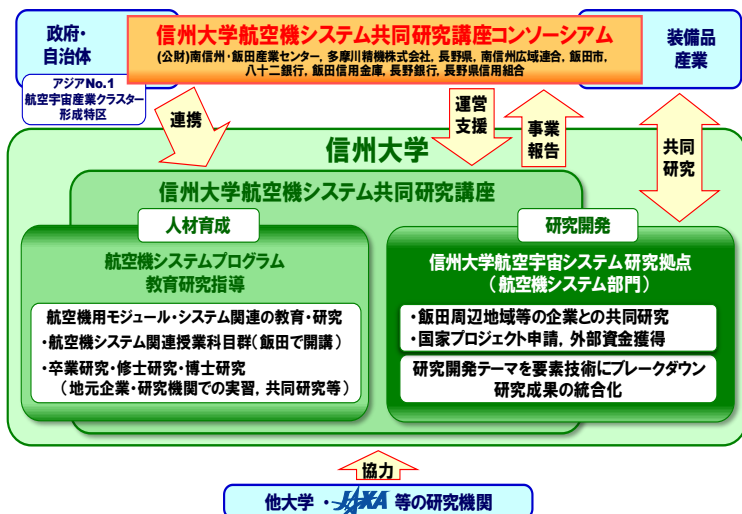 政府・
自治体
アジアNo.1
航空宇宙産業クラスター
形成特区
信州大学航空機システム共同研究講座コンソーシアム
(公財)南信州・飯田産業センター, 多摩川精機株式会社, 長野県, 南信州広域連合, 飯田市,
八十二銀行, 飯田信用金庫, 長野銀行, 長野県信用組合
装備品
産業
連携
運営
支援
事業
報告
共同
研究
信州大学
信州大学航空機システム共同研究講座
人材育成
航空機システムプログラム
教育研究指導
航空機用モジュール・システム関連の教育・研究
・航空機システム関連授業科目群(飯田で開講)
・卒業研究・修士研究・博士研究
(地元企業・研究機関での実習, 共同研究等)
研究開発
信州大学航空宇宙システム研究拠点
(航空機システム部門)
・飯田周辺地域等の企業との共同研究
・国家プロジェクト申請, 外部資金獲得
研究開発テーマを要素技術にブレークダウン
研究成果の統合化
協力
他大学・JAXA 等の研究機関